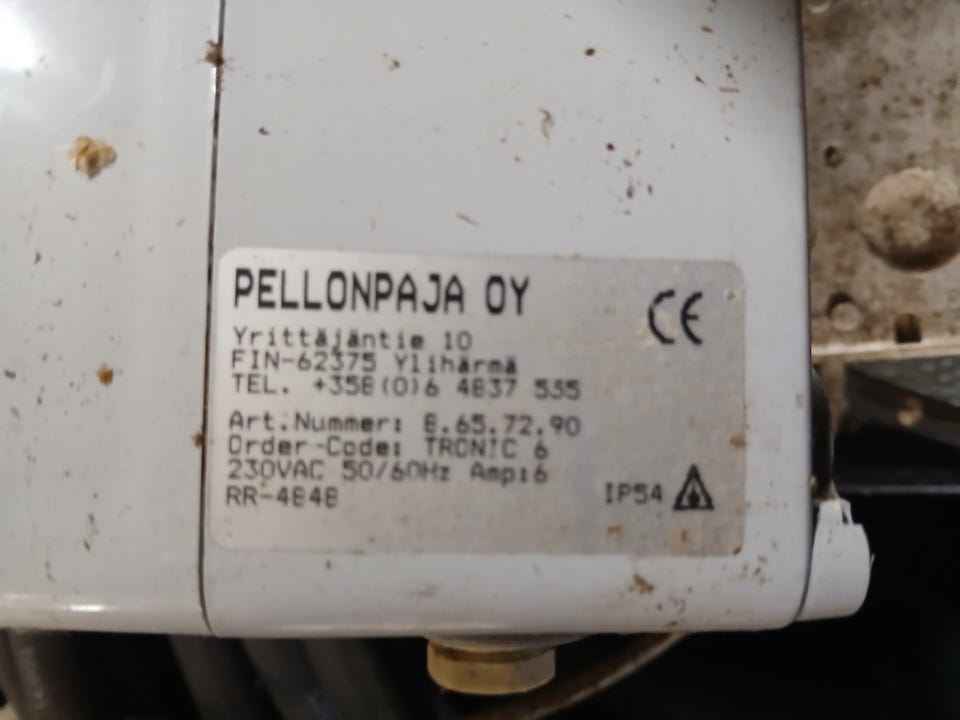 PELLONPAJA OY
CE
Yrittäjäntie 10
FIN-62375 Ylihärmä
TEL. +358(0)6 4837 555
Art.Nummer: 8.65.72.90
Order-Code: TRONIC 6
230VAC 50/60Hz Amp:6
RR-4848
IP54